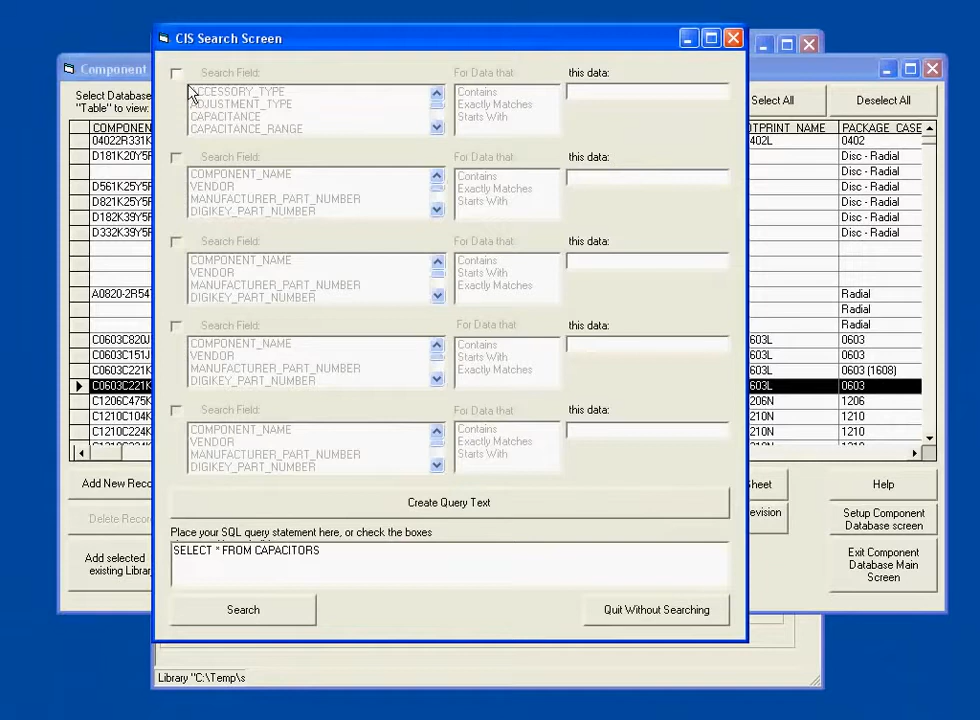 CIS Search Screen
Component
Select Database
"Table" to view:
Select All
Deselect All
COMPONENT
04022R331K
D181K20Y5F
D561K25Y5F
D821K25Y5F
D182K39Y5F
D332K39Y5F
A0820-2R54
C0603C820J
C0603C151J
C0603C221K
C0603C221K
C1206C475K
C1210C104K
C1210C224K
Search Field:
For Data that
this data:
ACCESSORY_TYPE
ADJUSTMENT_TYPE
CAPACITANCE
CAPACITANCE_RANGE
Contains
Exactly Matches
Starts With
Search Field:
For Data that
this data:
COMPONENT_NAME
VENDOR
MANUFACTURER_PART_NUMBER
DIGIKEY_PART_NUMBER
Contains
Exactly Matches
Starts With
Search Field:
For Data that
this data:
COMPONENT_NAME
VENDOR
MANUFACTURER_PART_NUMBER
DIGIKEY_PART_NUMBER
Contains
Starts With
Exactly Matches
Search Field:
For Data that
this data:
COMPONENT_NAME
VENDOR
MANUFACTURER_PART_NUMBER
DIGIKEY_PART_NUMBER
Contains
Starts With
Exactly Matches
Search Field:
For Data that
this data:
COMPONENT_NAME
VENDOR
MANUFACTURER_PART_NUMBER
DIGIKEY_PART_NUMBER
Contains
Exactly Matches
Starts With
Create Query Text
Place your SQL query statement here, or check the boxes
SELECT * FROM CAPACITORS
Search
Quit Without Searching
OTPRINT_NAME
PACKAGE_CASE
402L
0402
Disc - Radial
Disc - Radial
Disc - Radial
Disc - Radial
Disc - Radial
Disc - Radial
Radial
Radial
Radial
603L
0603
603L
0603
603L
0603 (1608)
603L
0603
206N
1206
210N
1210
210N
1210
Add New Reco
Delete Record
Add selected
existing Librar
Sheet
evision
Help
Setup Component
Database screen
Exit Component
Database Main
Screen
Library "C:\Temp\s